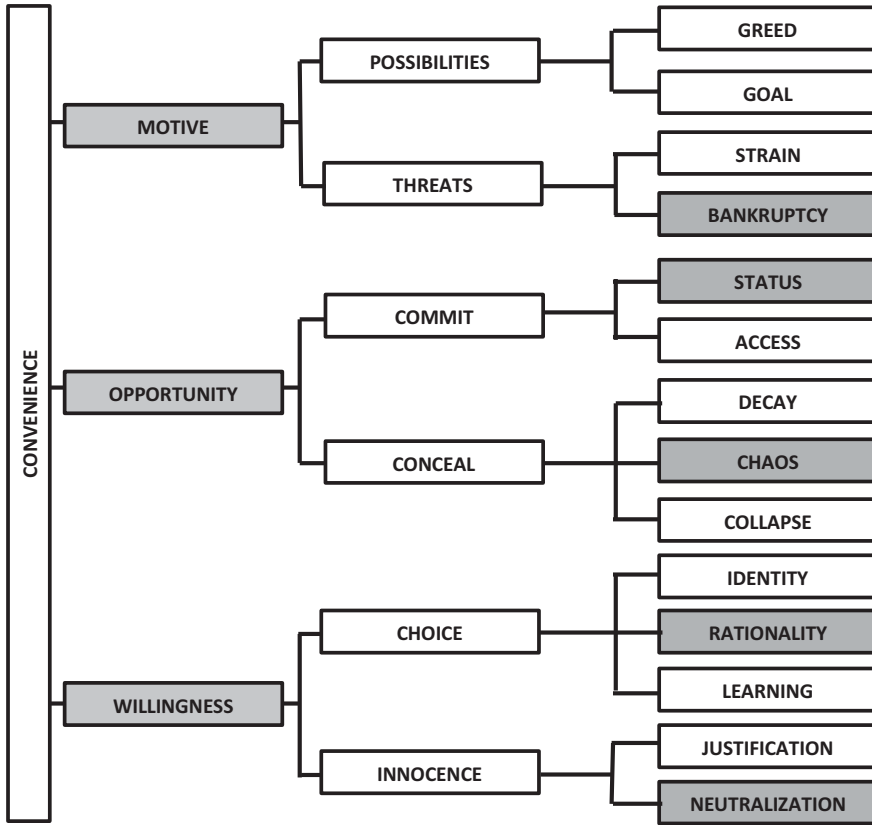 CONVENIENCE
MOTIVE
POSSIBILITIES
GREED
GOAL
THREATS
STRAIN
BANKRUPTCY
OPPORTUNITY
COMMIT
STATUS
ACCESS
CONCEAL
DECAY
CHAOS
COLLAPSE
WILLINGNESS
CHOICE
IDENTITY
RATIONALITY
LEARNING
INNOCENCE
JUSTIFICATION
NEUTRALIZATION